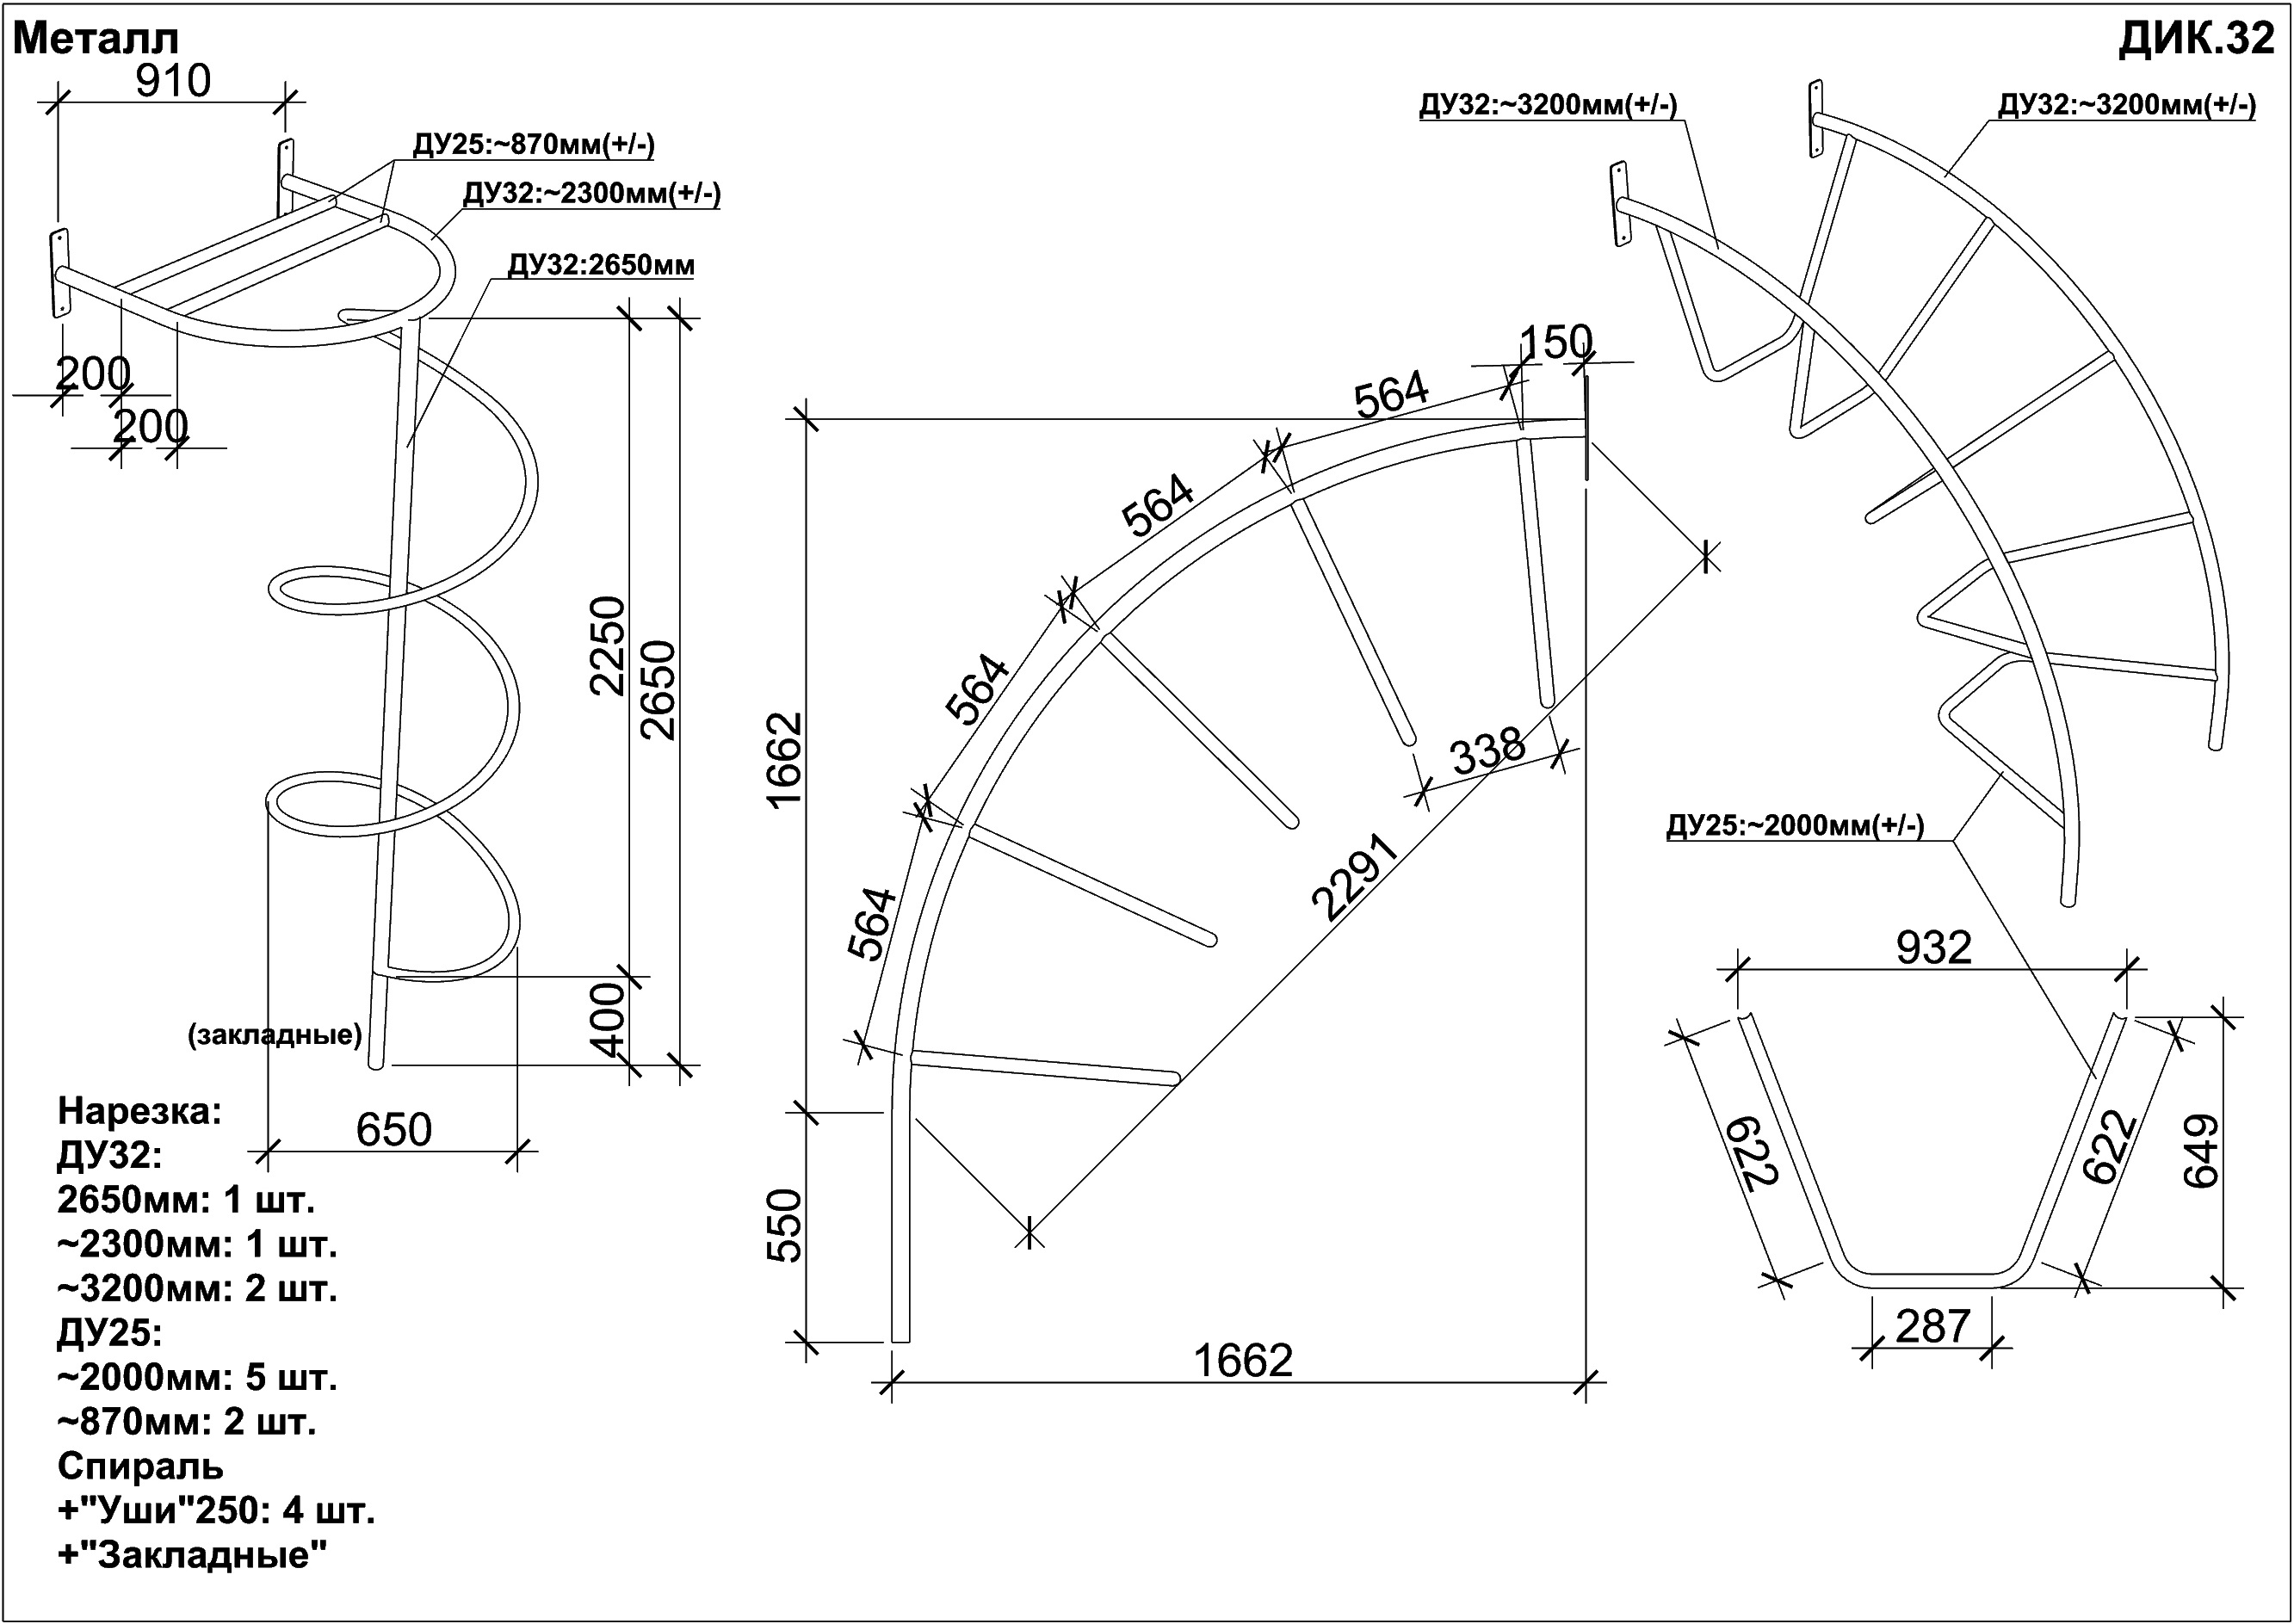 Металл
ДИК.32
910
ДУ25:~870мм(+/-)
ДУ32:~2300мм(+/-)
ДУ32:2650мм
200
200
2250
2650
400
(закладные)
650
ДУ32:~3200мм(+/-)
ДУ32:~3200мм(+/-)
150
564
564
564
564
1662
338
2291
550
1662
ДУ25:~2000мм(+/-)
932
622
622
649
287
Нарезка:
ДУ32:
2650мм: 1 шт.
~2300мм: 1 шт.
~3200мм: 2 шт.
ДУ25:
~2000мм: 5 шт.
~870мм: 2 шт.
Спираль
+"Уши"250: 4 шт.
+"Закладные"